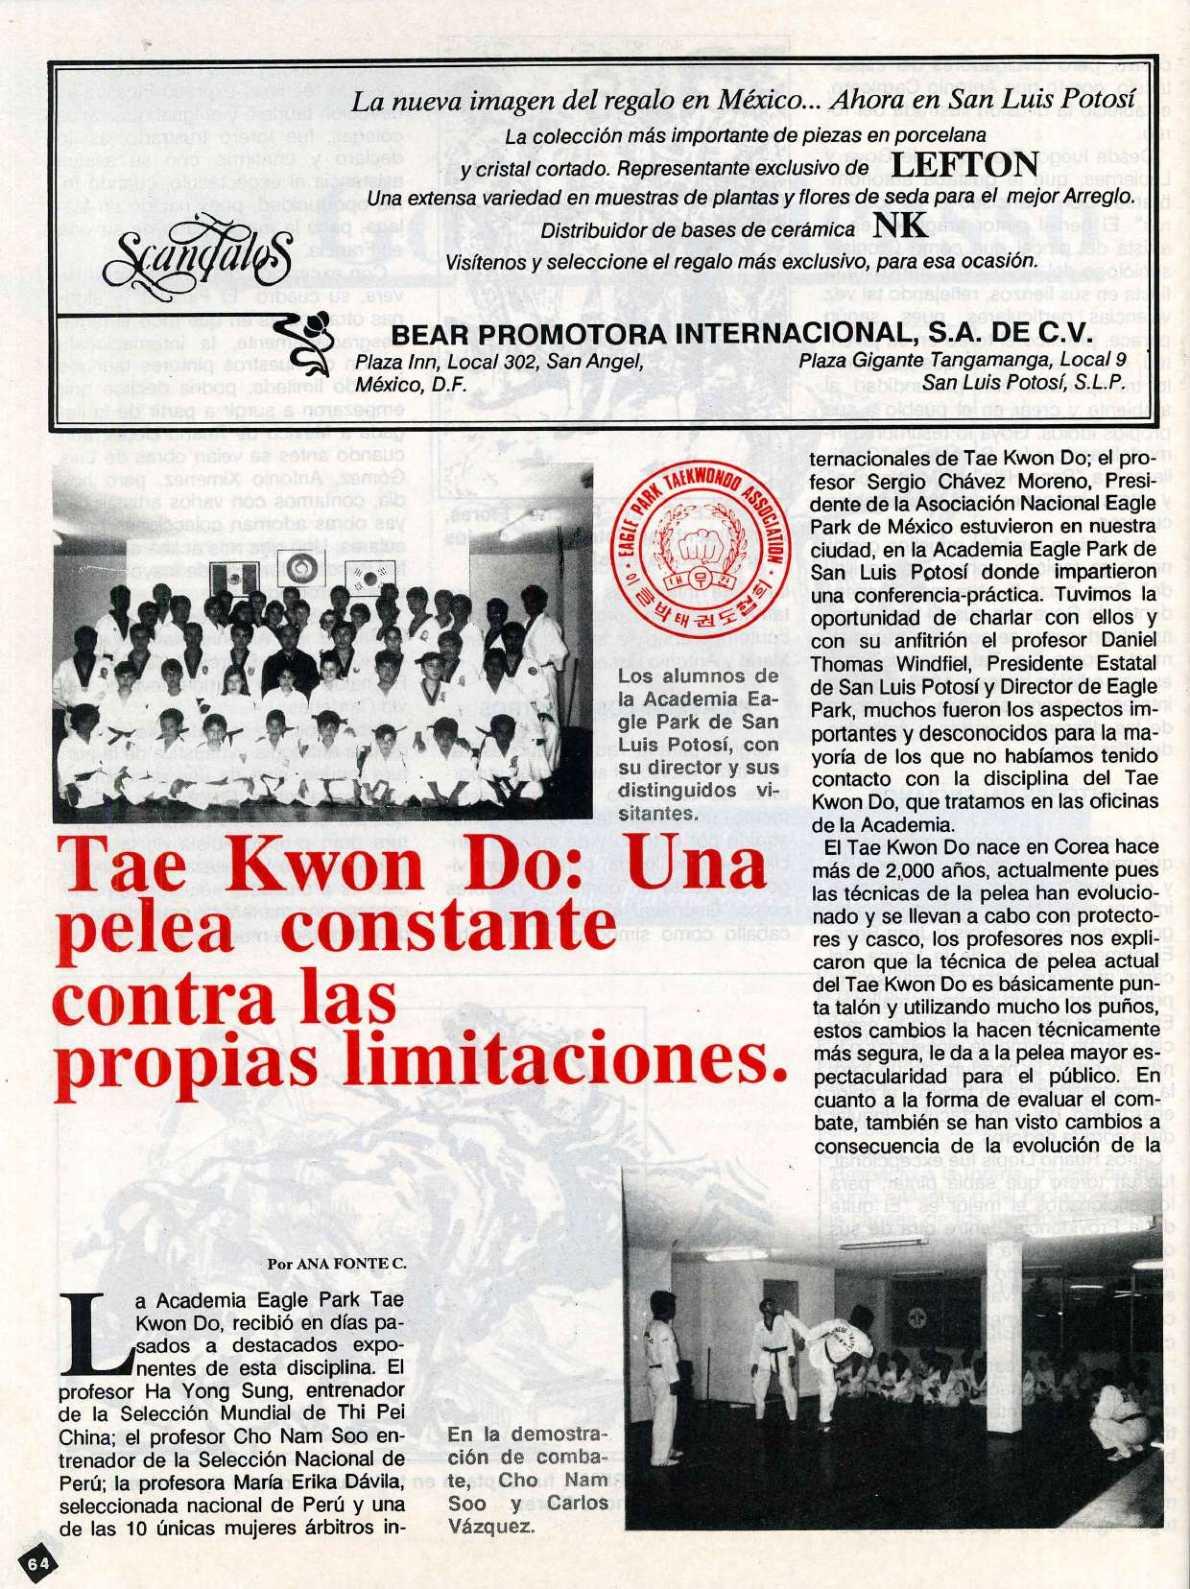 La nueva imagen del regalo en México... Ahora en San Luis Potosí
La colección más importante de piezas en porcelana
y cristal cortado. Representante exclusivo de LEFTON
Una extensa variedad en muestras de plantas y flores de seda para el mejor Arreglo.
Distribuidor de bases de cerámica NK
Visítenos y seleccione el regalo más exclusivo, para esa ocasión.
Scandalos
BEAR PROMOTORA INTERNACIONAL, S.A. DE C.V.
Plaza Inn, Local 302, San Angel,
México, D.F.
Plaza Gigante Tangamanga, Local 9
San Luis Potosí, S.L.P.
EAGLE PARK TAEKWONDO ASSOCIATION
이글박태권도협회
Los alumnos de
la Academia Ea-
gle Park de San
Luis Potosí, con
su director y sus
distinguidos vi-
sitantes.
Tae Kwon Do: Una
pelea constante
contra las
propias limitaciones.
Por ANA FONTE C.
La Academia Eagle Park Tae
Kwon Do, recibió en días pa-
sados a destacados expo-
nentes de esta disciplina. El
profesor Ha Yong Sung, entrenador
de la Selección Mundial de Thi Pei
China; el profesor Cho Nam Soo en-
trenador de la Selección Nacional de
Perú; la profesora María Erika Dávila,
seleccionada nacional de Perú y una
de las 10 únicas mujeres árbitros in-
ternacionales de Tae Kwon Do; el pro-
fesor Sergio Chávez Moreno, Presi-
dente de la Asociación Nacional Eagle
Park de México estuvieron en nuestra
ciudad, en la Academia Eagle Park de
San Luis Potosí donde impartieron
una conferencia-práctica. Tuvimos la
oportunidad de charlar con ellos y
con su anfitrión el profesor Daniel
Thomas Windfiel, Presidente Estatal
de San Luis Potosí y Director de Eagle
Park, muchos fueron los aspectos im-
portantes y desconocidos para la ma-
yoría de los que no habíamos tenido
contacto con la disciplina del Tae
Kwon Do, que tratamos en las oficinas
de la Academia.
El Tae Kwon Do nace en Corea hace
más de 2,000 años, actualmente pues
las técnicas de la pelea han evolucio-
nado y se llevan a cabo con protecto-
res y casco, los profesores nos expli-
caron que la técnica de pelea actual
del Tae Kwon Do es básicamente pun-
ta talón y utilizando mucho los puños,
estos cambios la hacen técnicamente
más segura, le da a la pelea mayor es-
pectacularidad para el público. En
cuanto a la forma de evaluar el com-
bate, también se han visto cambios a
consecuencia de la evolución de la
En la demostra-
ción de comba-
te, Cho Nam
Soo y Carlos
Vázquez.
64